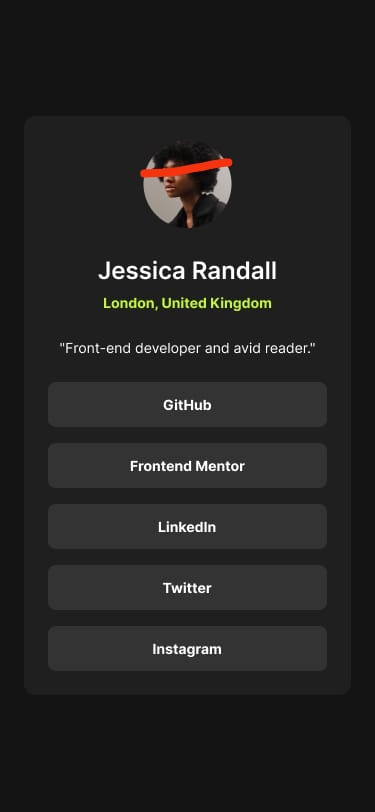 Jessica Randall
London, United Kingdom
"Front-end developer and avid reader."
GitHub
Frontend Mentor
LinkedIn
Twitter
Instagram